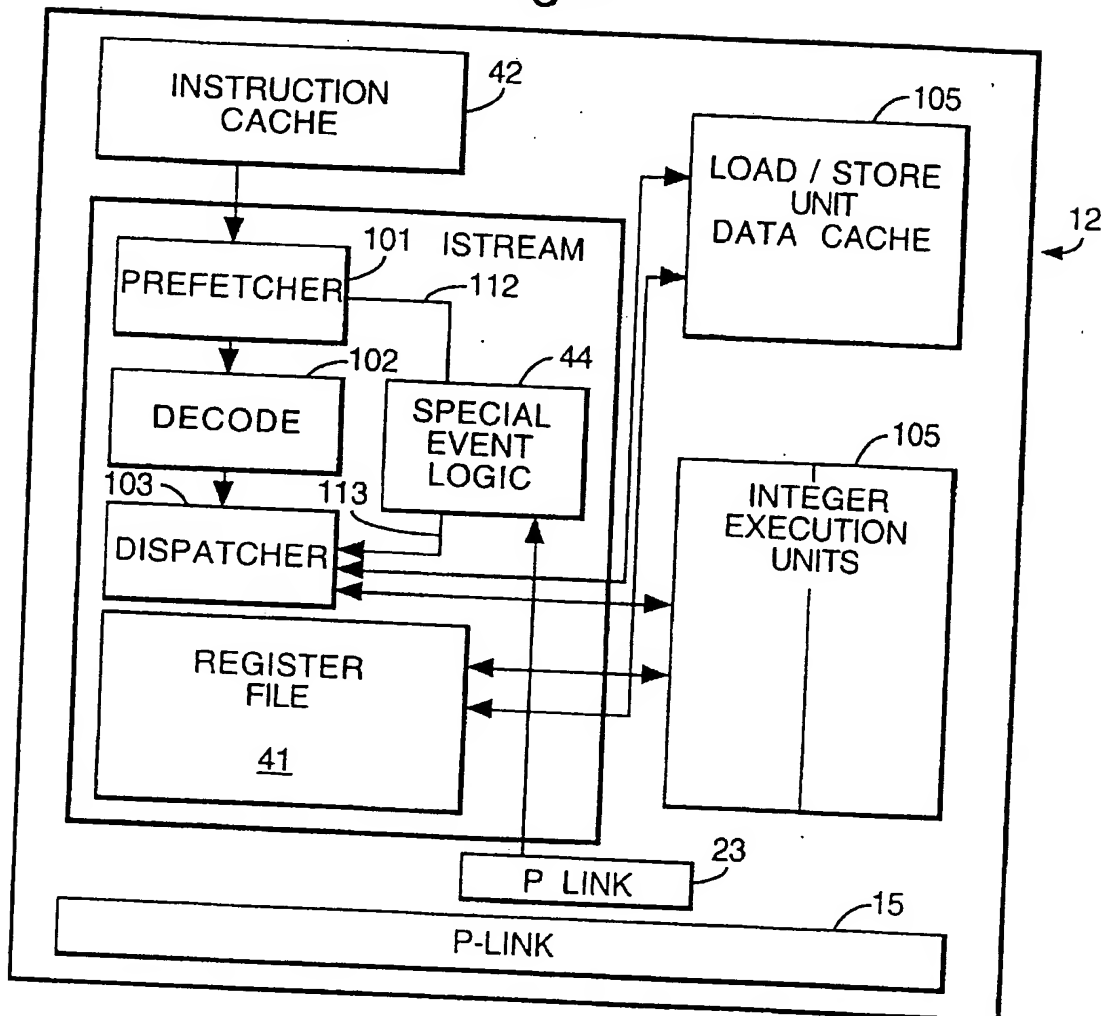 INSTRUCTION
CACHE
42
105
LOAD / STORE
UNIT
DATA CACHE
12
ISTREAM
101
PREFETCHER
112
102
DECODE
44
SPECIAL
EVENT
LOGIC
103
113
DISPATCHER
105
INTEGER
EXECUTION
UNITS
REGISTER
FILE
41
23
P LINK
15
P-LINK